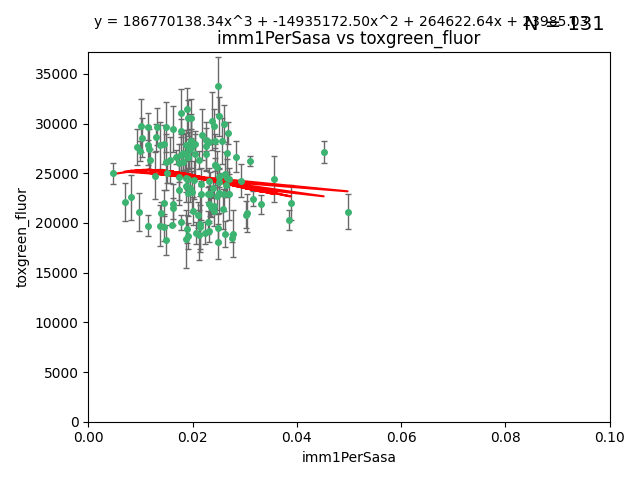 y = 186770138.34x^3 + -14935172.50x^2 + 264622.64x + 23985.03
N = 131
imm1PerSasa vs toxgreen_fluor
35000
30000
25000
20000
15000
10000
5000
0
toxgreen_fluor
0.00 0.02 0.04 0.06 0.08 0.10
imm1PerSasa